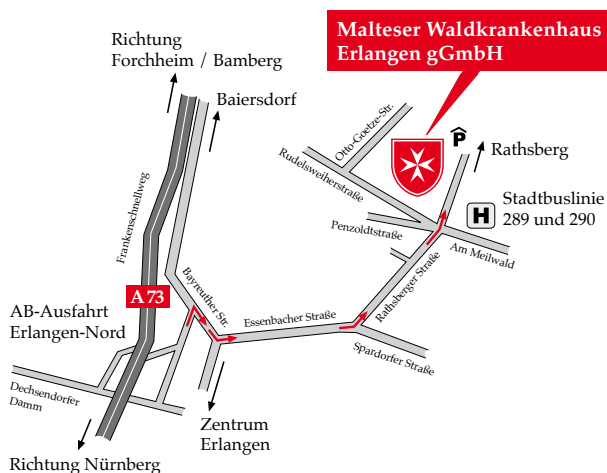 Malteser Waldkrankenhaus
Erlangen gGmbH
Richtung
Forchheim / Bamberg
Baiersdorf
Otto-Goetze-Str.
P
Rathsberg
Rudelsweiherstraße
H
Stadtbuslinie
289 und 290
Penzoldtstraße
Am Meilwald
Frankenschnellweg
Bayreuther Str.
Rathsberger Straße
A 73
AB-Ausfahrt
Erlangen-Nord
Essenbacher Straße
Spardorfer Straße
Dechsendorfer
Damm
Zentrum
Erlangen
Richtung Nürnberg